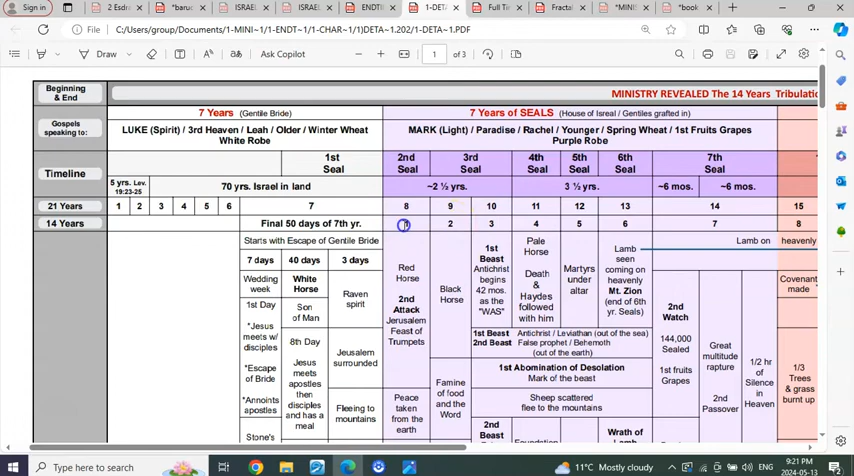 Sign in
2 Esdra
*baruc
ISRAEL
ISRAEL
ENDTI
1-DETA
Full Tim
Fractal
*MINIS
*book
C:/Users/group/Documents/1-MINI~1/1-ENDT~1/1-CHAR~1/1)DETA~1.202/1-DETA~1.PDF
Draw
Ask Copilot
1
of 3
Beginning
& End
MINISTRY REVEALED The 14 Years Tribulatio
Gospels
speaking to:
7 Years (Gentile Bride)
LUKE (Spirit) / 3rd Heaven / Leah / Older / Winter Wheat
White Robe
7 Years of SEALS (House of Isreal / Gentiles grafted in)
MARK (Light) / Paradise / Rachel / Younger / Spring Wheat / 1st Fruits Grapes
Purple Robe
Timeline
1st
Seal
2nd
Seal
3rd
Seal
4th
Seal
5th
Seal
6th
Seal
7th
Seal
5 yrs. Lev.
19:23-25
70 yrs. Israel in land
~2 ½ yrs.
3 ½ yrs.
~6 mos.
~6 mos.
21 Years 1 2 3 4 5 6 7 8 9 10 11 12 13 14 15
14 Years Final 50 days of 7th yr. 1 2 3 4 5 6 7 8
Starts with Escape of Gentile Bride
7 days
40 days
3 days
Wedding
week
1st Day
*Jesus
meets w/
disciples
*Escape
of Bride
*Annoints
apostles
Stone's
White
Horse
Son
of Man
8th Day
Jesus
meets
apostles
then
disciples
and has a
meal
Raven
spirit
Jeusalem
surrounded
Fleeing to
mountains
Red
Horse
2nd
Attack
Jerusalem
Feast of
Trumpets
Peace
taken
from the
earth
Black
Horse
Famine
of food
and the
Word
1st
Beast
Antichrist
begins
42 mos.
as the
"WAS"
Pale
Horse
Death
&
Haydes
followed
with him
Martyrs
under
altar
Lamb
seen
coming on
heavenly
Mt. Zion
(end of 6th
yr. Seals)
Lamb on heavenly
1st Beast Antichrist / Leviathan (out of the sea)
2nd Beast False prophet / Behemoth
(out of the earth)
1st Abomination of Desolation
Mark of the beast
Sheep scattered
flee to the mountains
2nd
Beast
Foundation
Wrath of
Lamb
2nd
Watch
144,000
Sealed
1st fruits
Grapes
Great
multitude
rapture
2nd
Passover
1/2 hr
of
Silence
in
Heaven
Covenant
made
1/3
Trees
& grass
burnt up
Type here to search
11°C Mostly cloudy
ENG
9:21 PM
2024-05-13